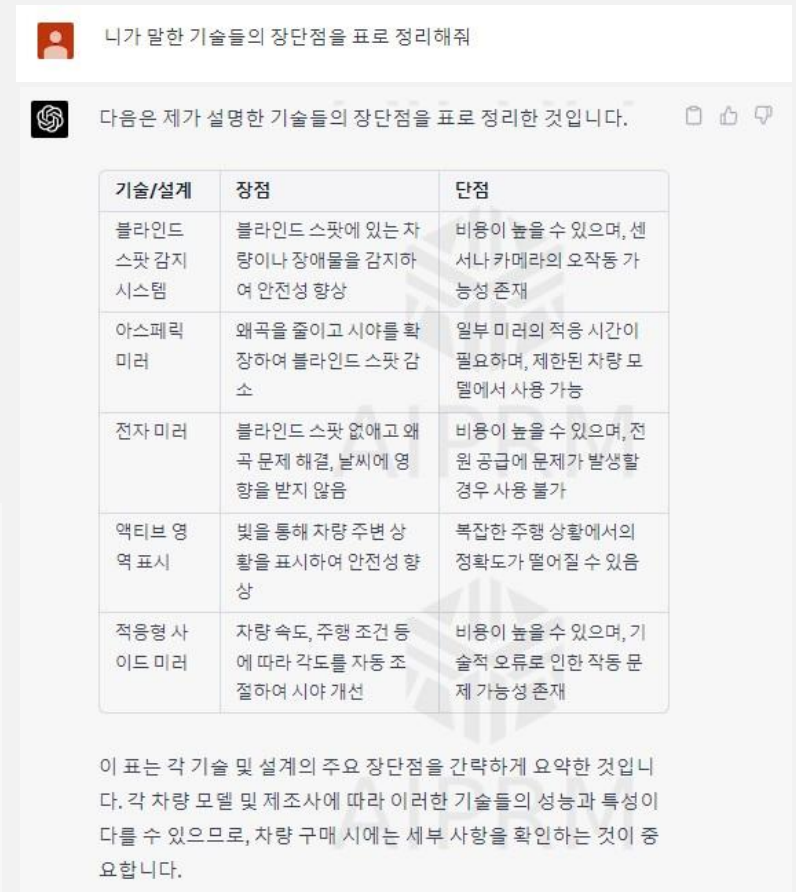 니가 말한 기술들의 장단점을 표로 정리해줘
다음은 제가 설명한 기술들의 장단점을 표로 정리한 것입니다.
기술/설계 장점 단점
블라인드 스팟 감지 시스템
블라인드 스팟에 있는 차
량이나 장애물을 감지하
여 안전성 향상
비용이 높을 수 있으며, 센
서나 카메라의 오작동 가
능성 존재
아스페릭
미러
왜곡을 줄이고 시야를 확
장하여 블라인드 스팟 감
소
일부 미러의 적응 시간이
필요하며, 제한된 차량 모
델에서 사용 가능
전자 미러
블라인드 스팟 없애고 왜
곡 문제 해결, 날씨에 영
향을 받지 않음
비용이 높을 수 있으며, 전
원 공급에 문제가 발생할
경우 사용 불가
액티브 영
역 표시
빛을 통해 차량 주변 상
황을 표시하여 안전성 향
상
복잡한 주행 상황에서의
정확도가 떨어질 수 있음
적응형 사
이드 미러
차량 속도, 주행 조건 등
에 따라 각도를 자동 조
절하여 시야 개선
비용이 높을 수 있으며, 기
술적 오류로 인한 작동 문
제 가능성 존재
이 표는 각 기술 및 설계의 주요 장단점을 간략하게 요약한 것입니
다. 각 차량 모델 및 제조사에 따라 이러한 기술들의 성능과 특성이
다를 수 있으므로, 차량 구매 시에는 세부 사항을 확인하는 것이 중
요합니다.
AIPRM
AIPRM